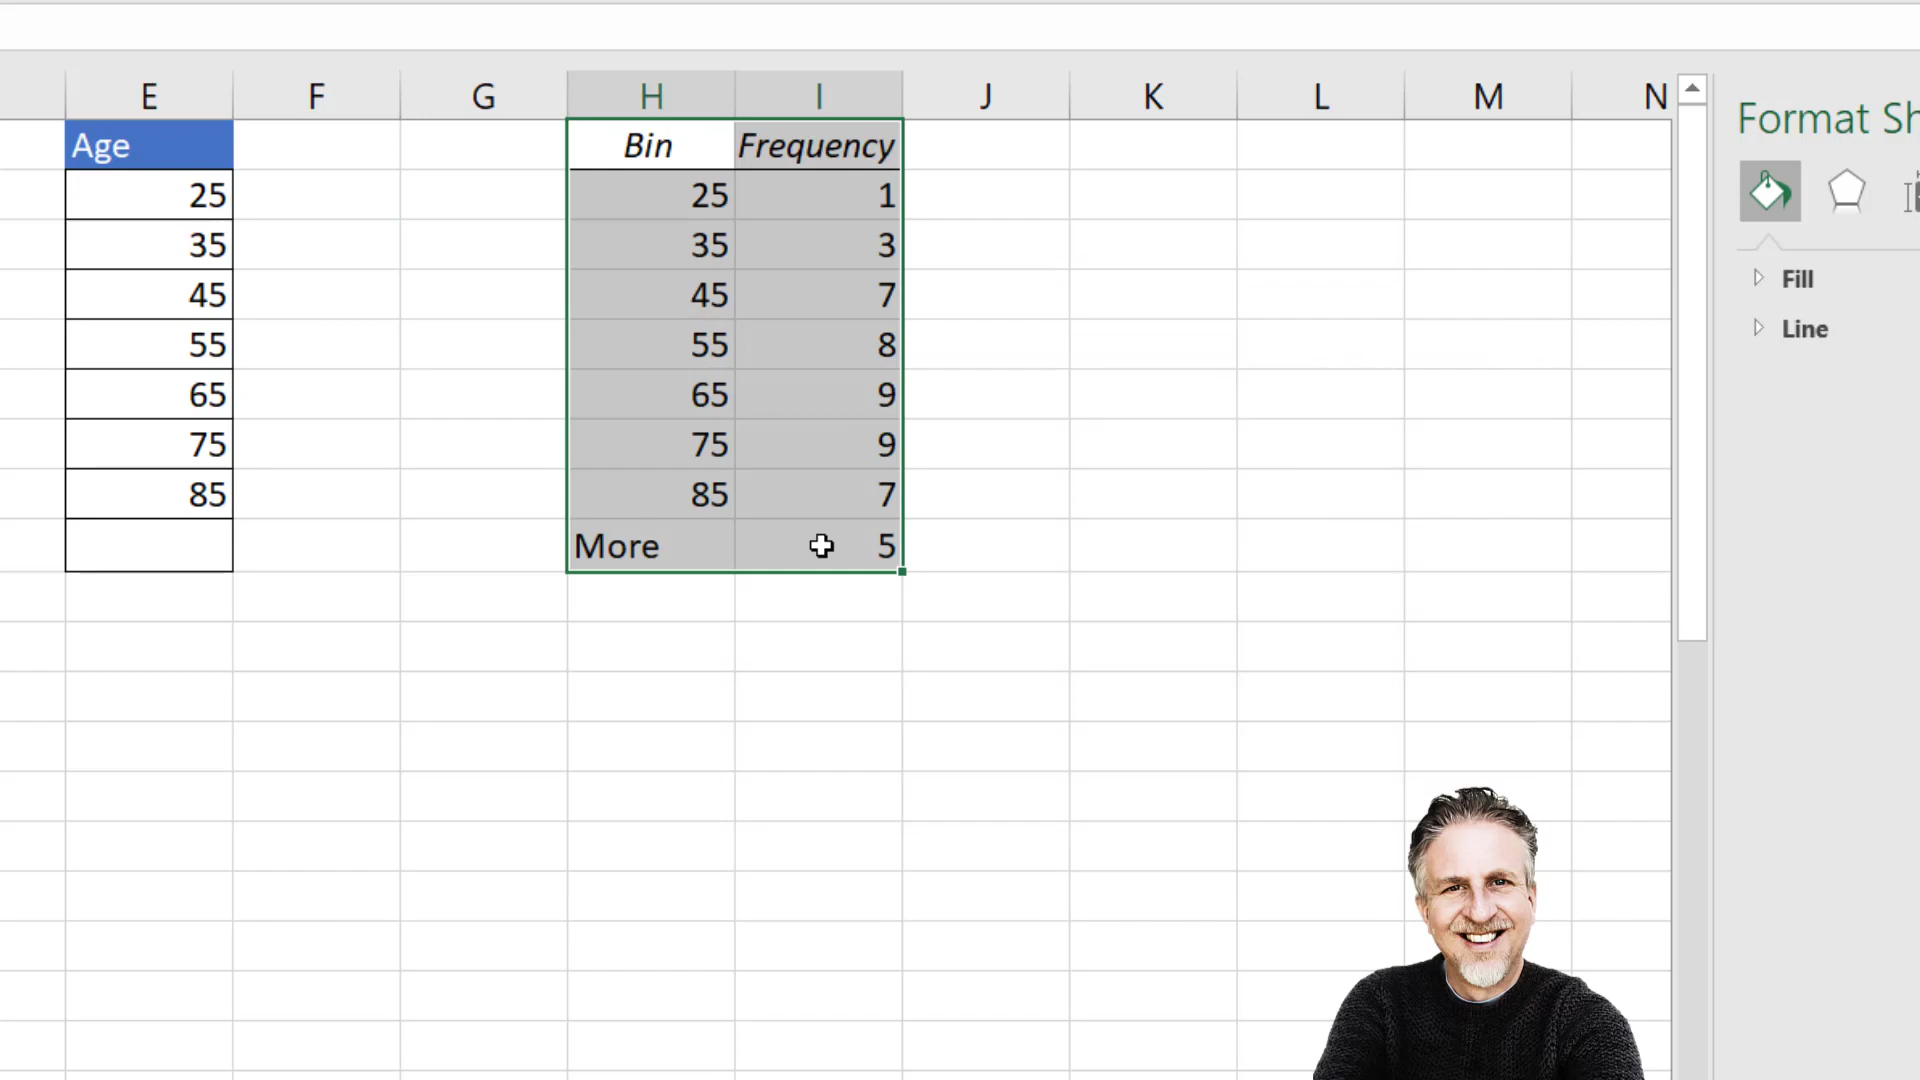 E F G H I J K L M N
Format Sh
Age Bin Frequency
25 25 1
35 35 3
45 45 7
55 55 8
65 65 9
75 75 9
85 85 7
More 5
Fill
Line